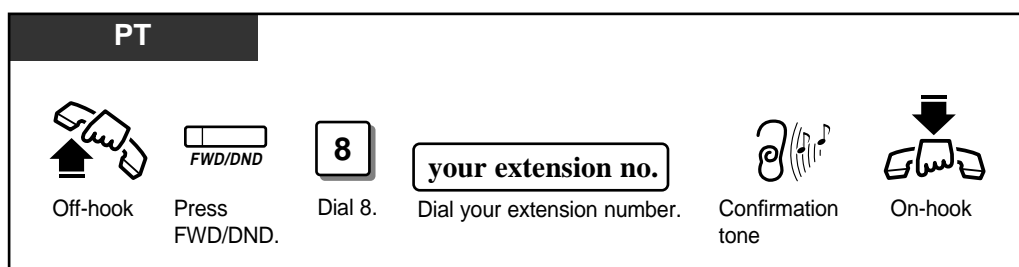 PT
FWD/DND
8
your extension no.
Off-hook
Press
FWD/DND.
Dial 8.
Dial your extension number.
Confirmation
tone
On-hook